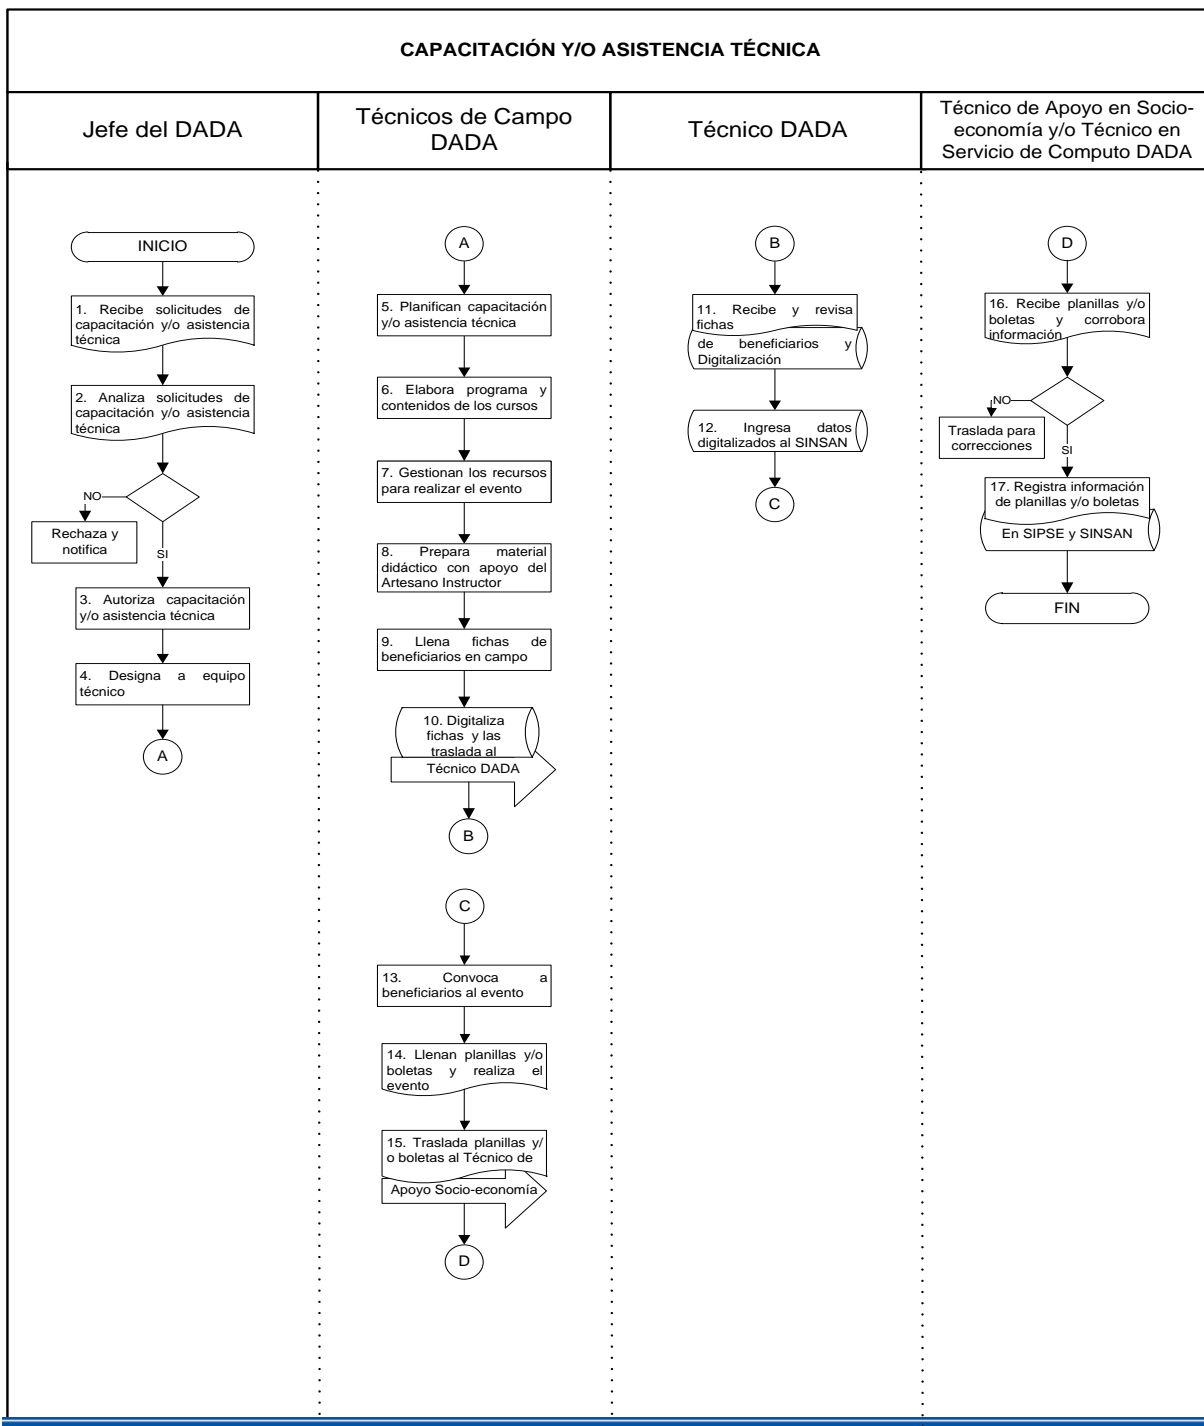 CAPACITACIÓN Y/O ASISTENCIA TÉCNICA
Jefe del DADA
Técnicos de Campo
DADA
Técnico DADA
Técnico de Apoyo en Socio-
economía y/o Técnico en
Servicio de Computo DADA
INICIO
1. Recibe solicitudes de
capacitación y/o asistencia
técnica
2. Analiza solicitudes de
capacitación y/o asistencia
técnica
NO
Rechaza y
notifica
SI
3. Autoriza capacitación
y/o asistencia técnica
4. Designa a equipo
técnico
A
A
5. Planifican capacitación
y/o asistencia técnica
6. Elabora programa y
contenidos de los cursos
7. Gestionan los recursos
para realizar el evento
8. Prepara material
didáctico con apoyo del
Artesano Instructor
9. Llena fichas de
beneficiarios en campo
10. Digitaliza
fichas y las
traslada al
Técnico DADA
B
C
13. Convoca a
beneficiarios al evento
14. Llenan planillas y/o
boletas y realiza el
evento
15. Traslada planillas y/
o boletas al Técnico de
Apoyo Socio-economía
D
B
11. Recibe y revisa
fichas
de beneficiarios y
Digitalización
12. Ingresa datos
digitalizados al SINSAN
C
D
16. Recibe planillas y/o
boletas y corrobora
información
NO
Traslada para
correcciones
SI
17. Registra información
de planillas y/o boletas
En SIPSE y SINSAN
FIN